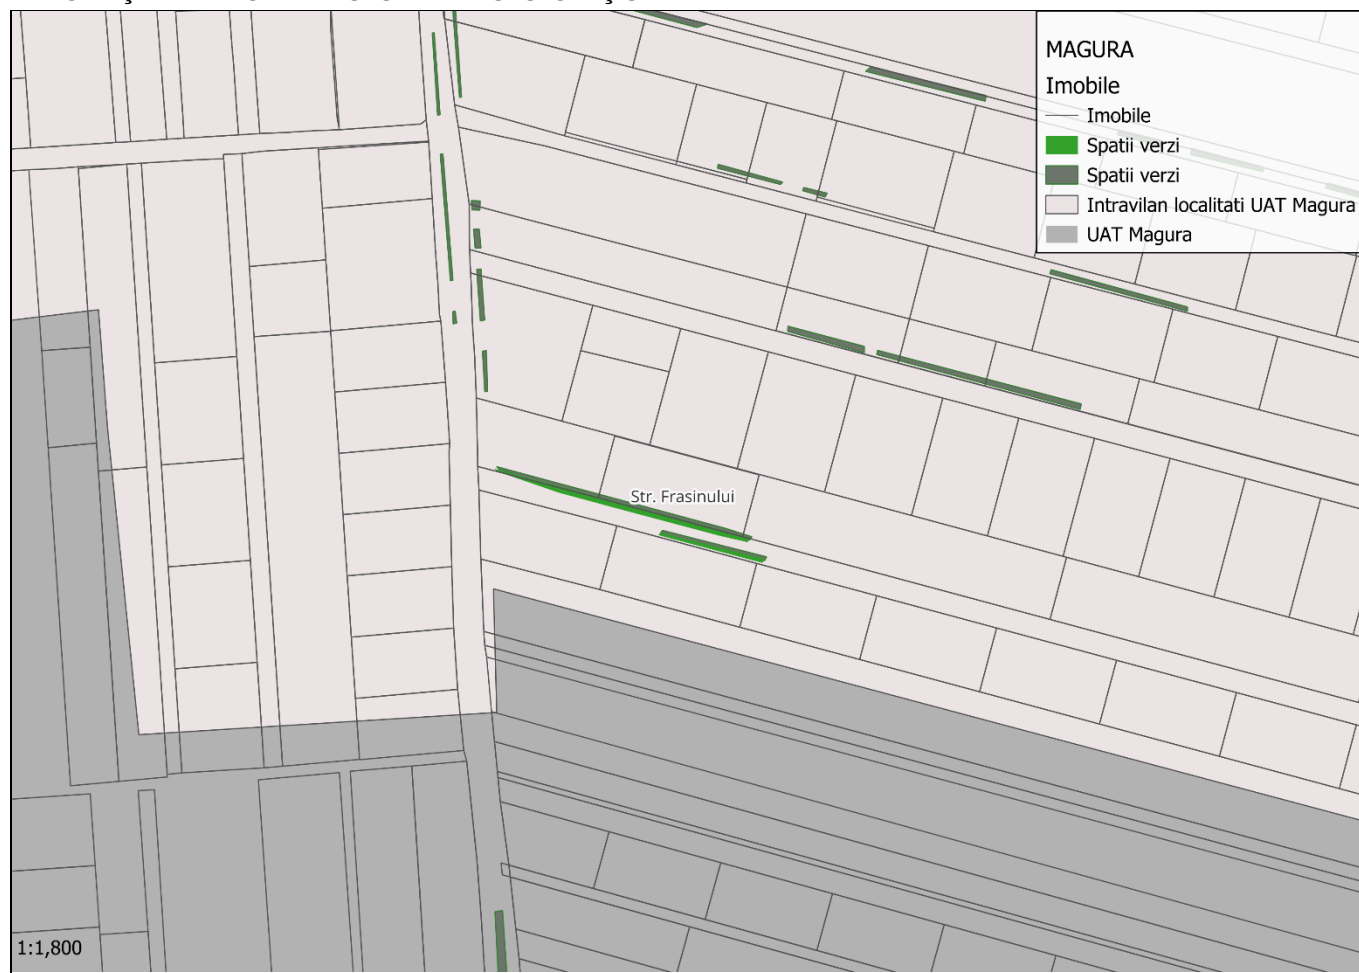 MAGURA
Imobile
Imobile
Spatii verzi
Spatii verzi
Intravilan localitati UAT Magura
UAT Magura
Str. Frasinului
1:1,800